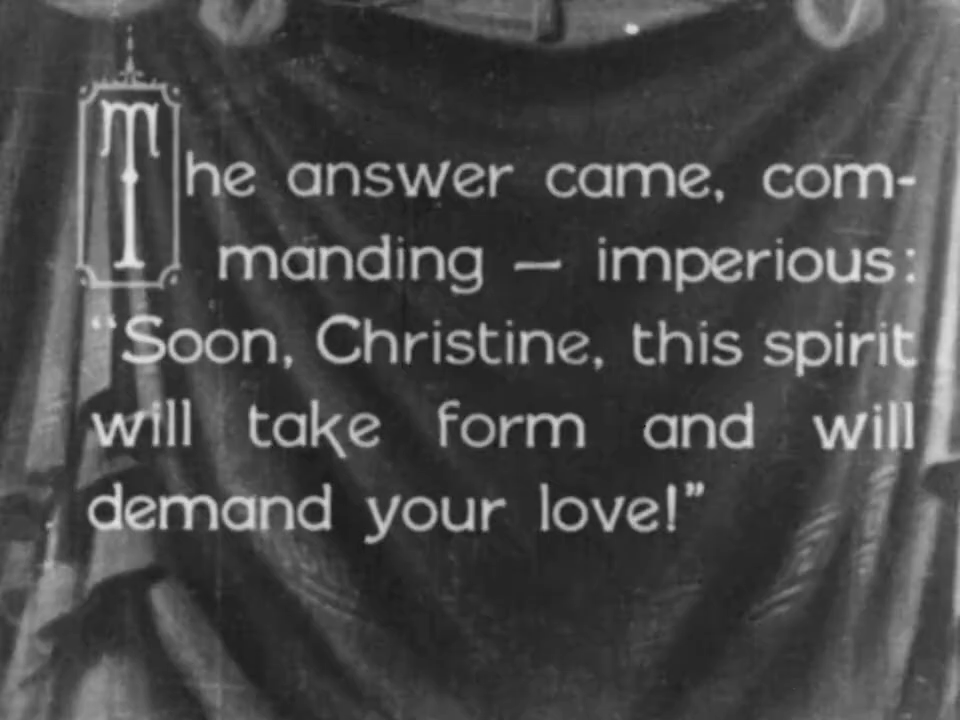 The answer came, com-
manding — imperious:
“Soon, Christine, this spirit
will take form and will
demand your love!”